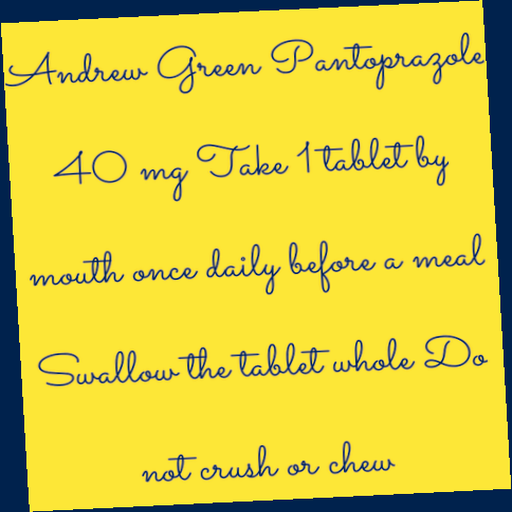 Andrew Green Pantoprazole
40 mg Take 1 tablet by
mouth once daily before a meal
Swallow the tablet whole Do
not crush or chew